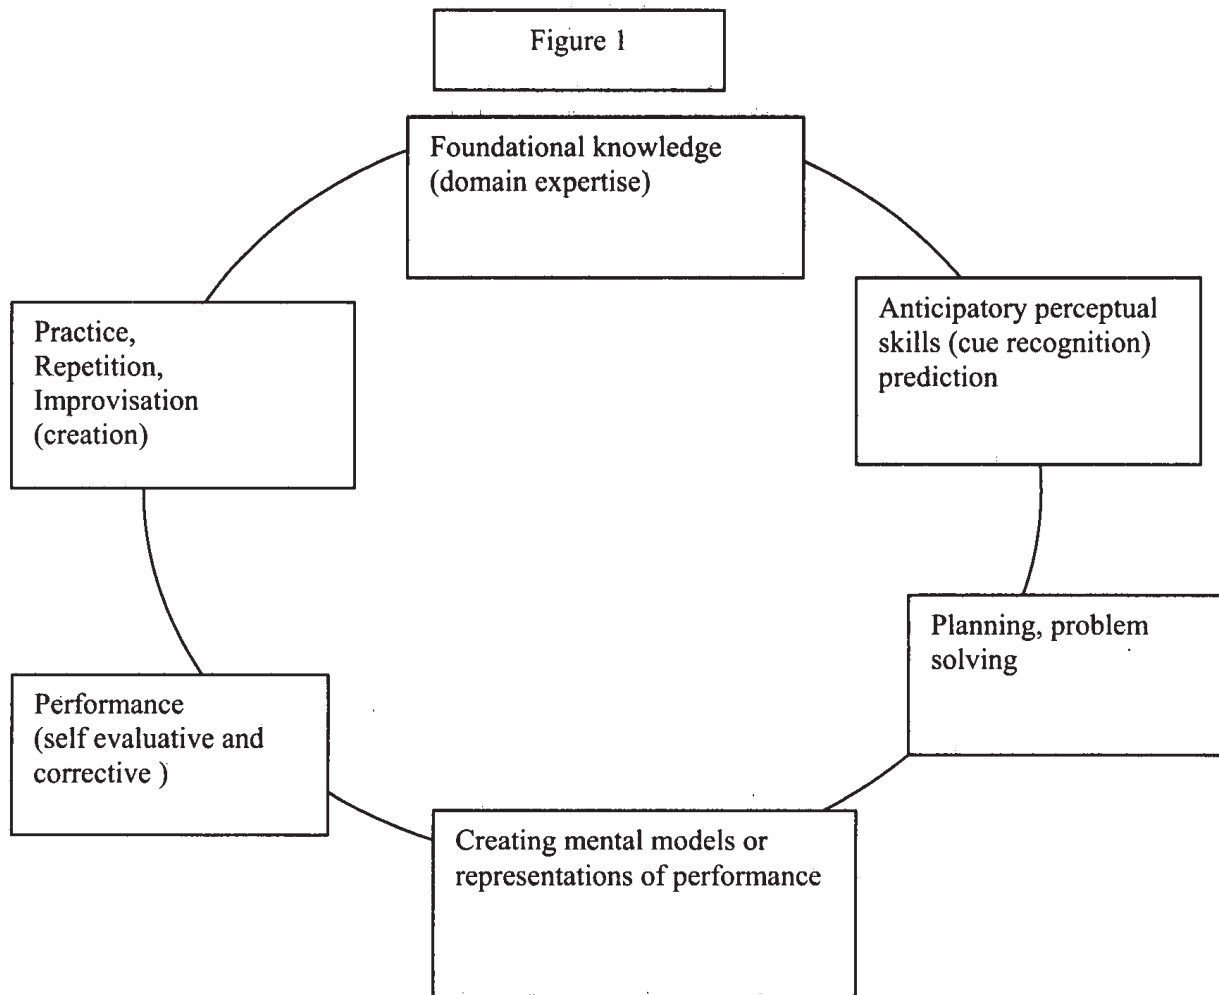 Figure 1
Foundational knowledge
(domain expertise)
Anticipatory perceptual
skills (cue recognition)
prediction
Planning, problem
solving
Creating mental models or
representations of performance
Performance
(self evaluative and
corrective )
Practice,
Repetition,
Improvisation
(creation)